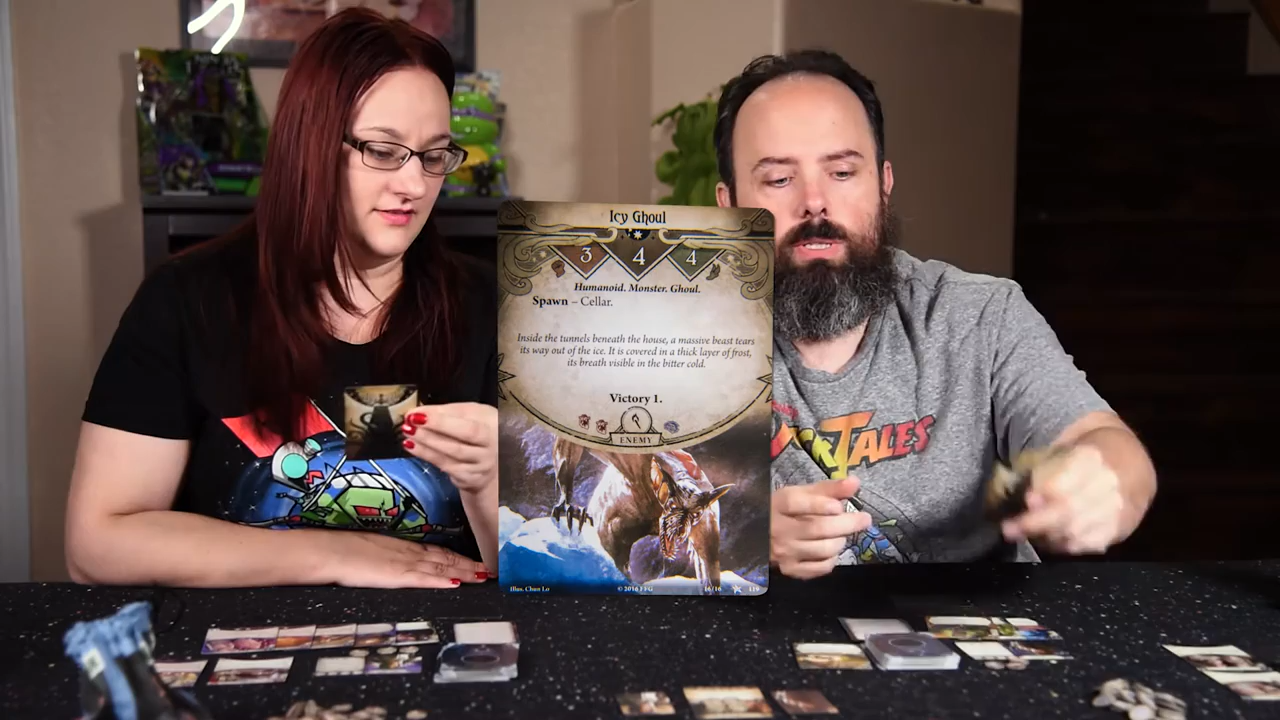 Icy Ghoul
3 4 4
Humanoid. Monster. Ghoul.
Spawn – Cellar.
Inside the tunnels beneath the house, a massive beast tears
its way out of the ice. It is covered in a thick layer of frost,
its breath visible in the bitter cold.
Victory 1.
ENEMY
Illus. Chun Lo © 2016 FFG 16/16 119
TALES